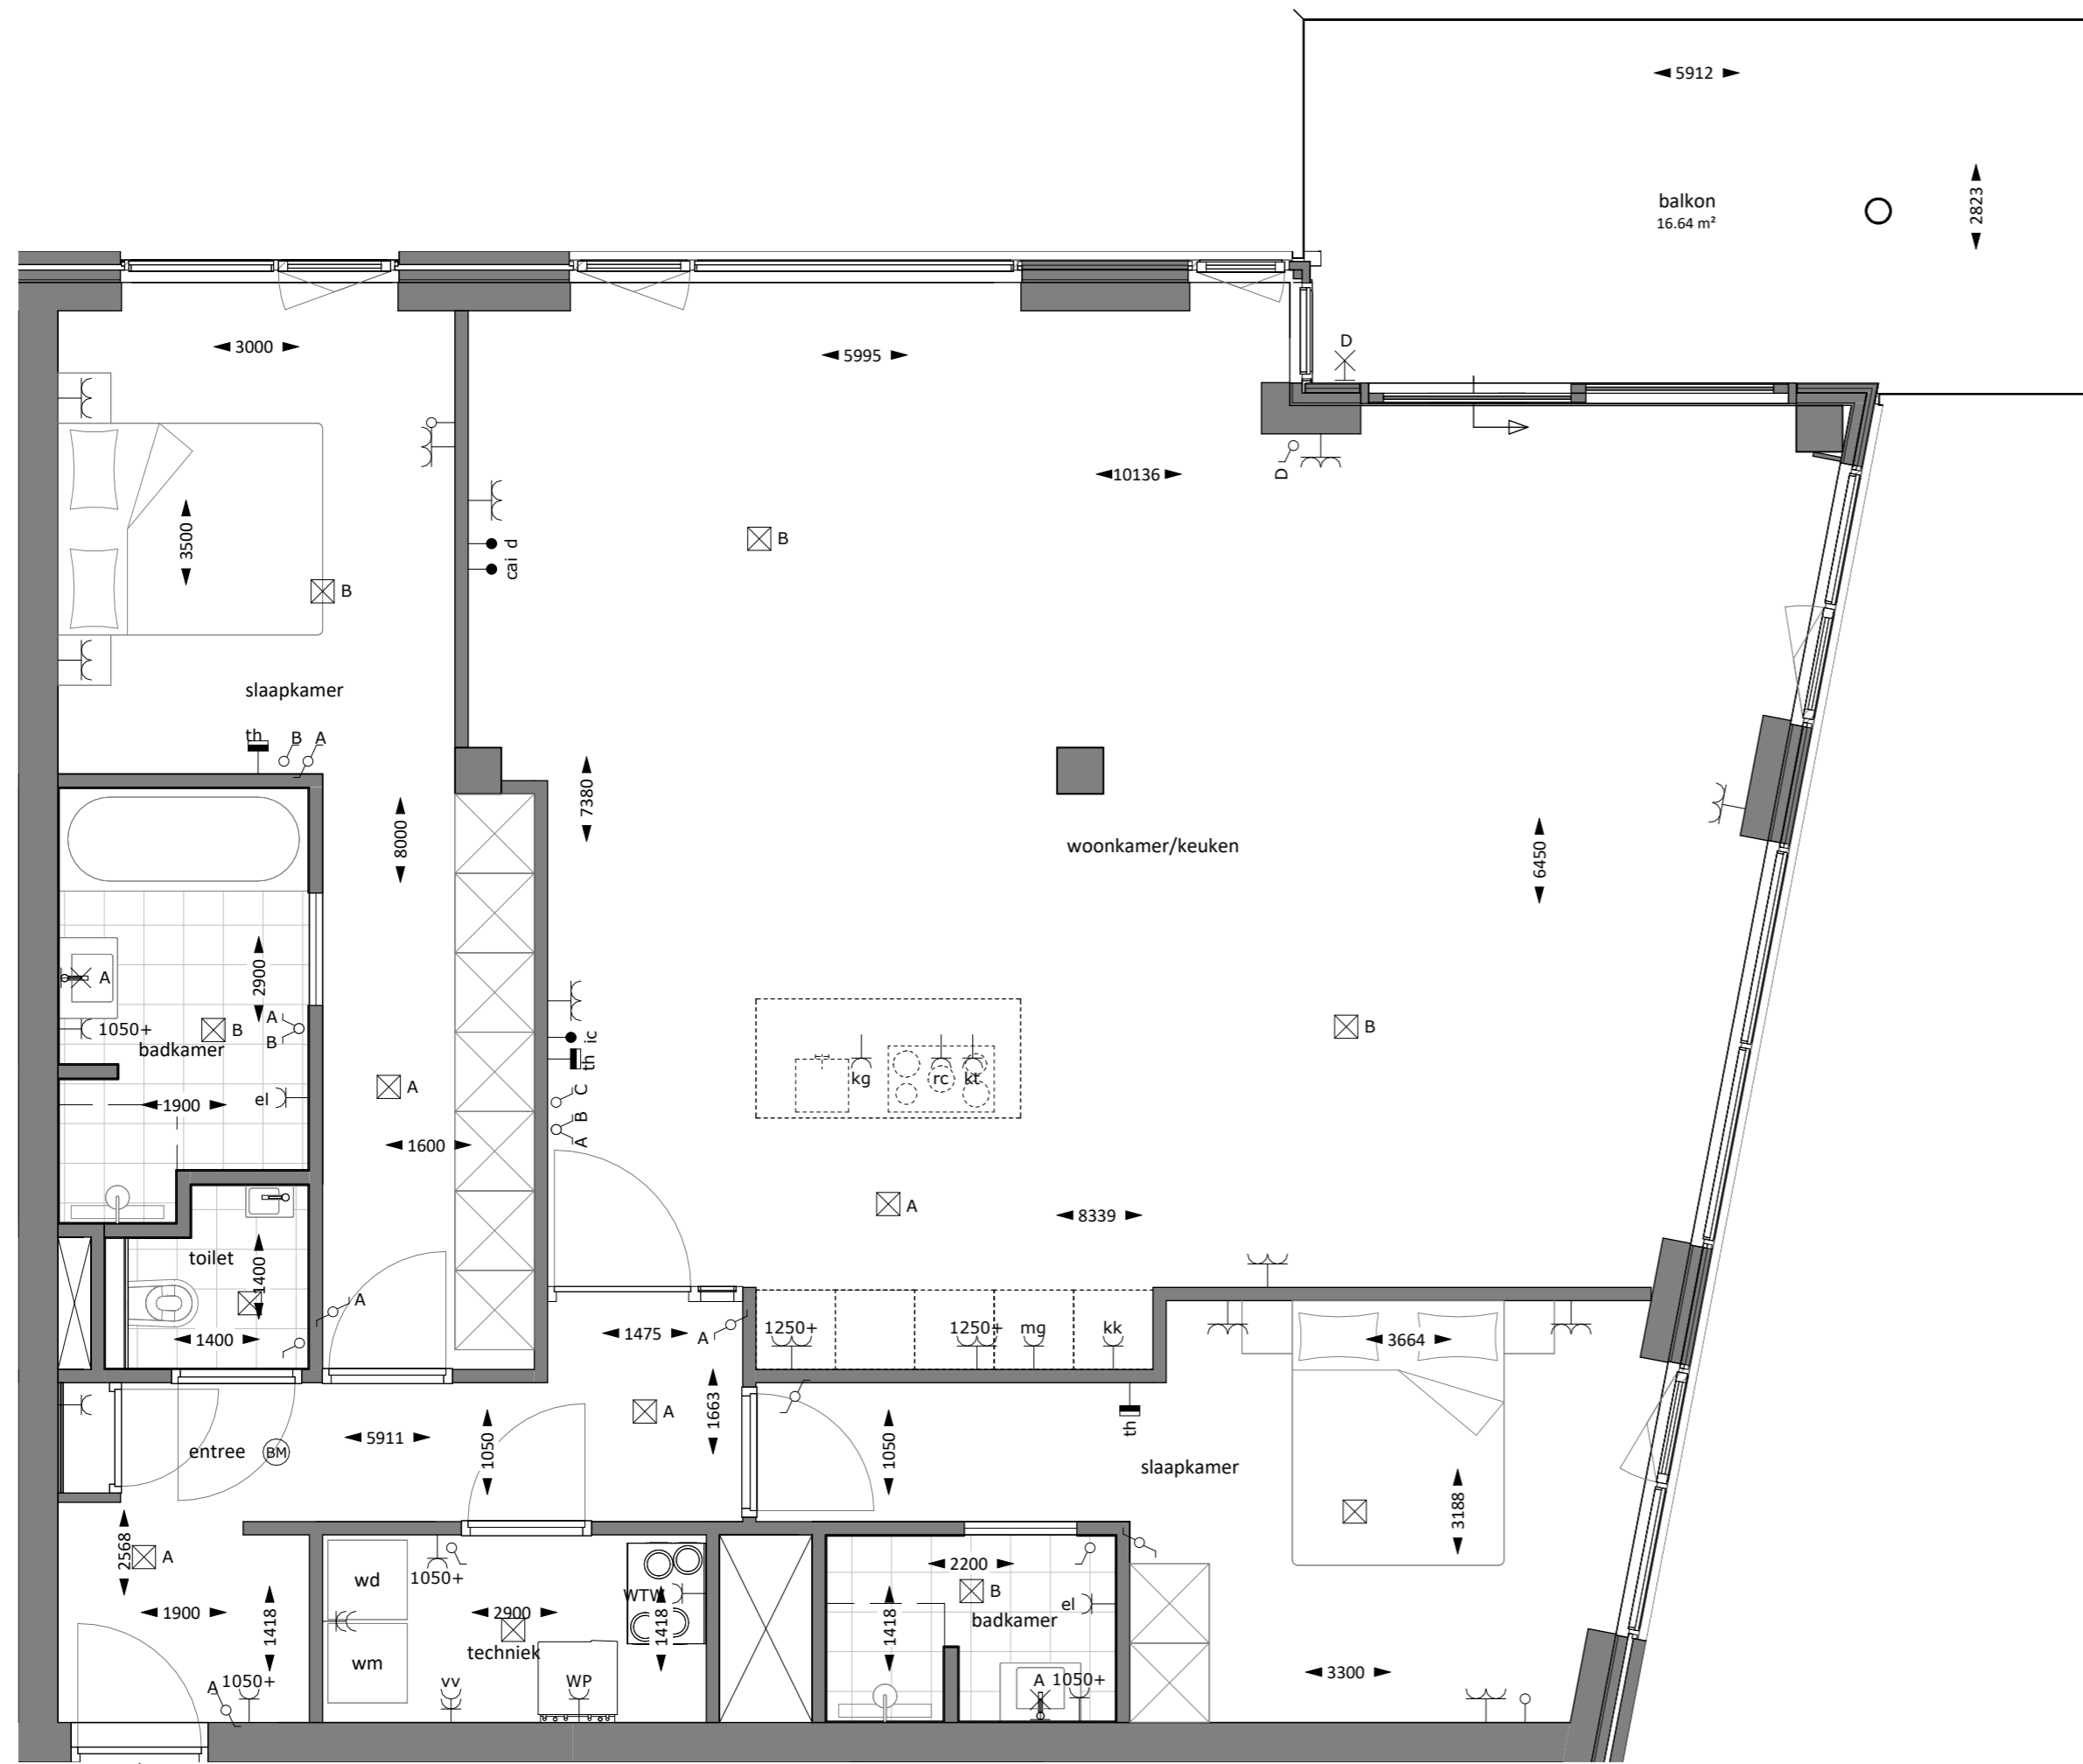 5912
balkon
16.64 m²
2823
3000
5995
D
D
10136
3500
B
B
cai d
slaapkamer
th
B
A
8000
7380
woonkamer/keuken
6450
2900
A
1050+
B
A
B
badkamer
A
el
1900
1600
th ic
C
B
A
kg
rc
kt
B
A
8339
toilet
1400
1400
A
1475
A
1250+
1250+
mg
kk
3664
1663
A
5911
1050
1050
th
entree
BM
slaapkamer
3188
2568
A
1900
1418
A
1050+
wd
1050+
wm
2900
techniek
WTW
1418
vv
WP
2200
B
badkamer
el
1418
A
1050+
3300